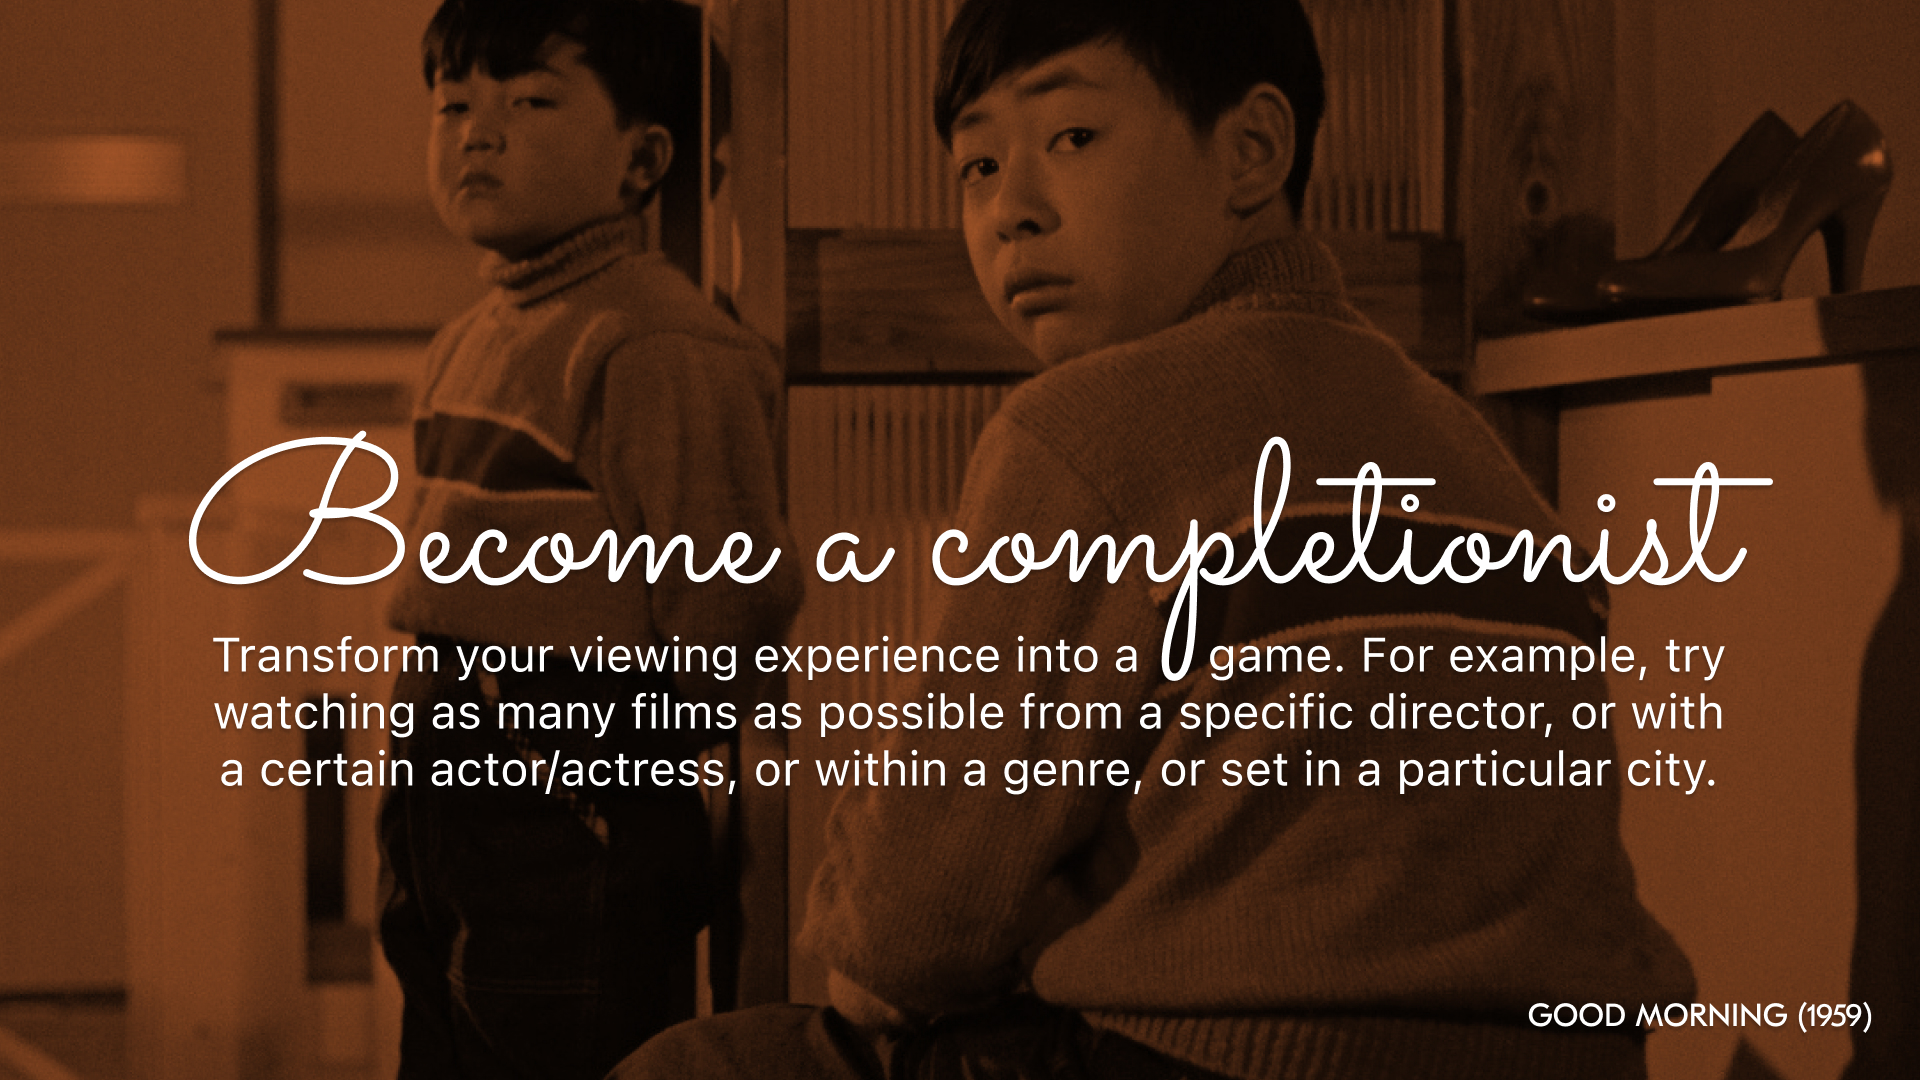 Become a completionist
Transform your viewing experience into a game. For example, try
watching as many films as possible from a specific director, or with
a certain actor/actress, or within a genre, or set in a particular city.
GOOD MORNING (1959)